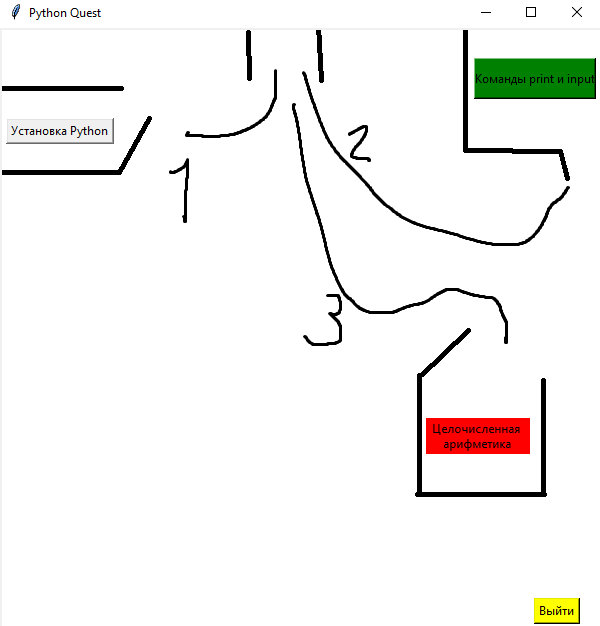 Python Quest
Команды print и input
Установка Python
2
1
3
Целочисленная
арифметика
Выйти